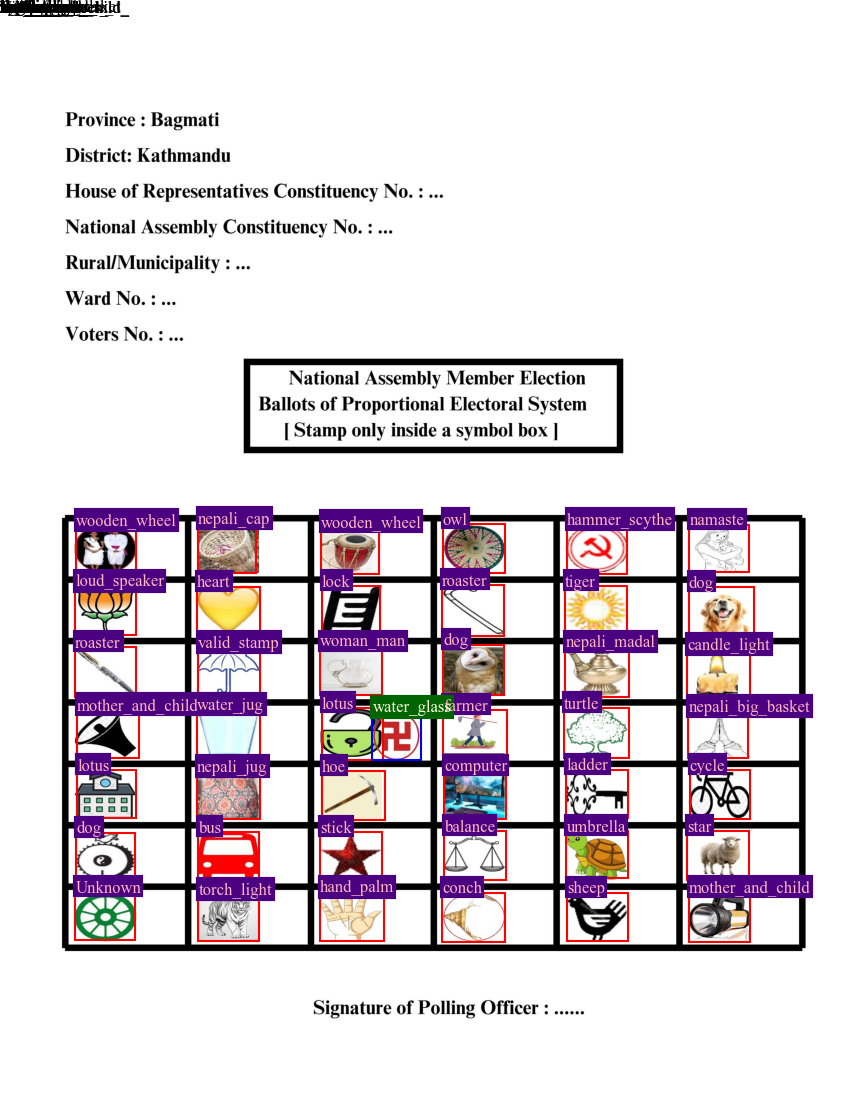 Province : Bagmati
District: Kathmandu
House of Representatives Constituency No. : ...
National Assembly Constituency No. : ...
Rural/Municipality : ...
Ward No. : ...
Voters No. : ...
National Assembly Member Election
Ballots of Proportional Electoral System
[ Stamp only inside a symbol box ]
wooden_wheel nepali_cap wooden_wheel owl hammer_scythe namaste
loud_speaker heart lock roaster tiger dog
roaster valid_stamp woman_man dog nepali_madal candle_light
mother_and_child water_jug lotus water_glass farmer turtle nepali_big_basket
lotus nepali_jug hoe computer ladder cycle
dog bus stick balance umbrella star
Unknown torch_light hand_palm conch sheep mother_and_child
Signature of Polling Officer : ......